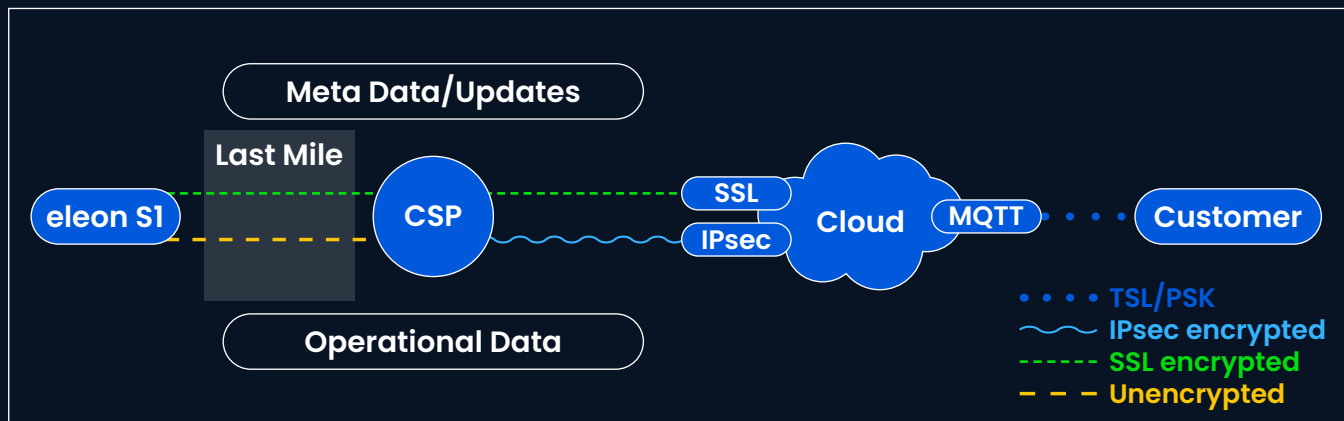 Meta Data/Updates
Last Mile
eleon S1
CSP
SSL
IPsec
Cloud
MQTT
Customer
Operational Data
TSL/PSK
IPsec encrypted
SSL encrypted
Unencrypted